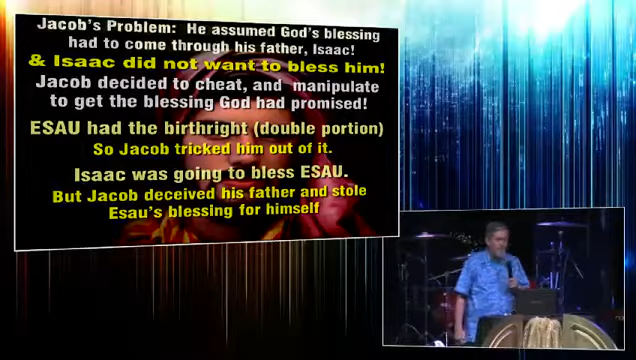 Jacob's Problem: He assumed God's blessing
had to come through his father, Isaac!
& Isaac did not want to bless him!
Jacob decided to cheat, and manipulate
to get the blessing God had promised!
ESAU had the birthright (double portion)
So Jacob tricked him out of it.
Isaac was going to bless ESAU.
But Jacob deceived his father and stole
Esau's blessing for himself